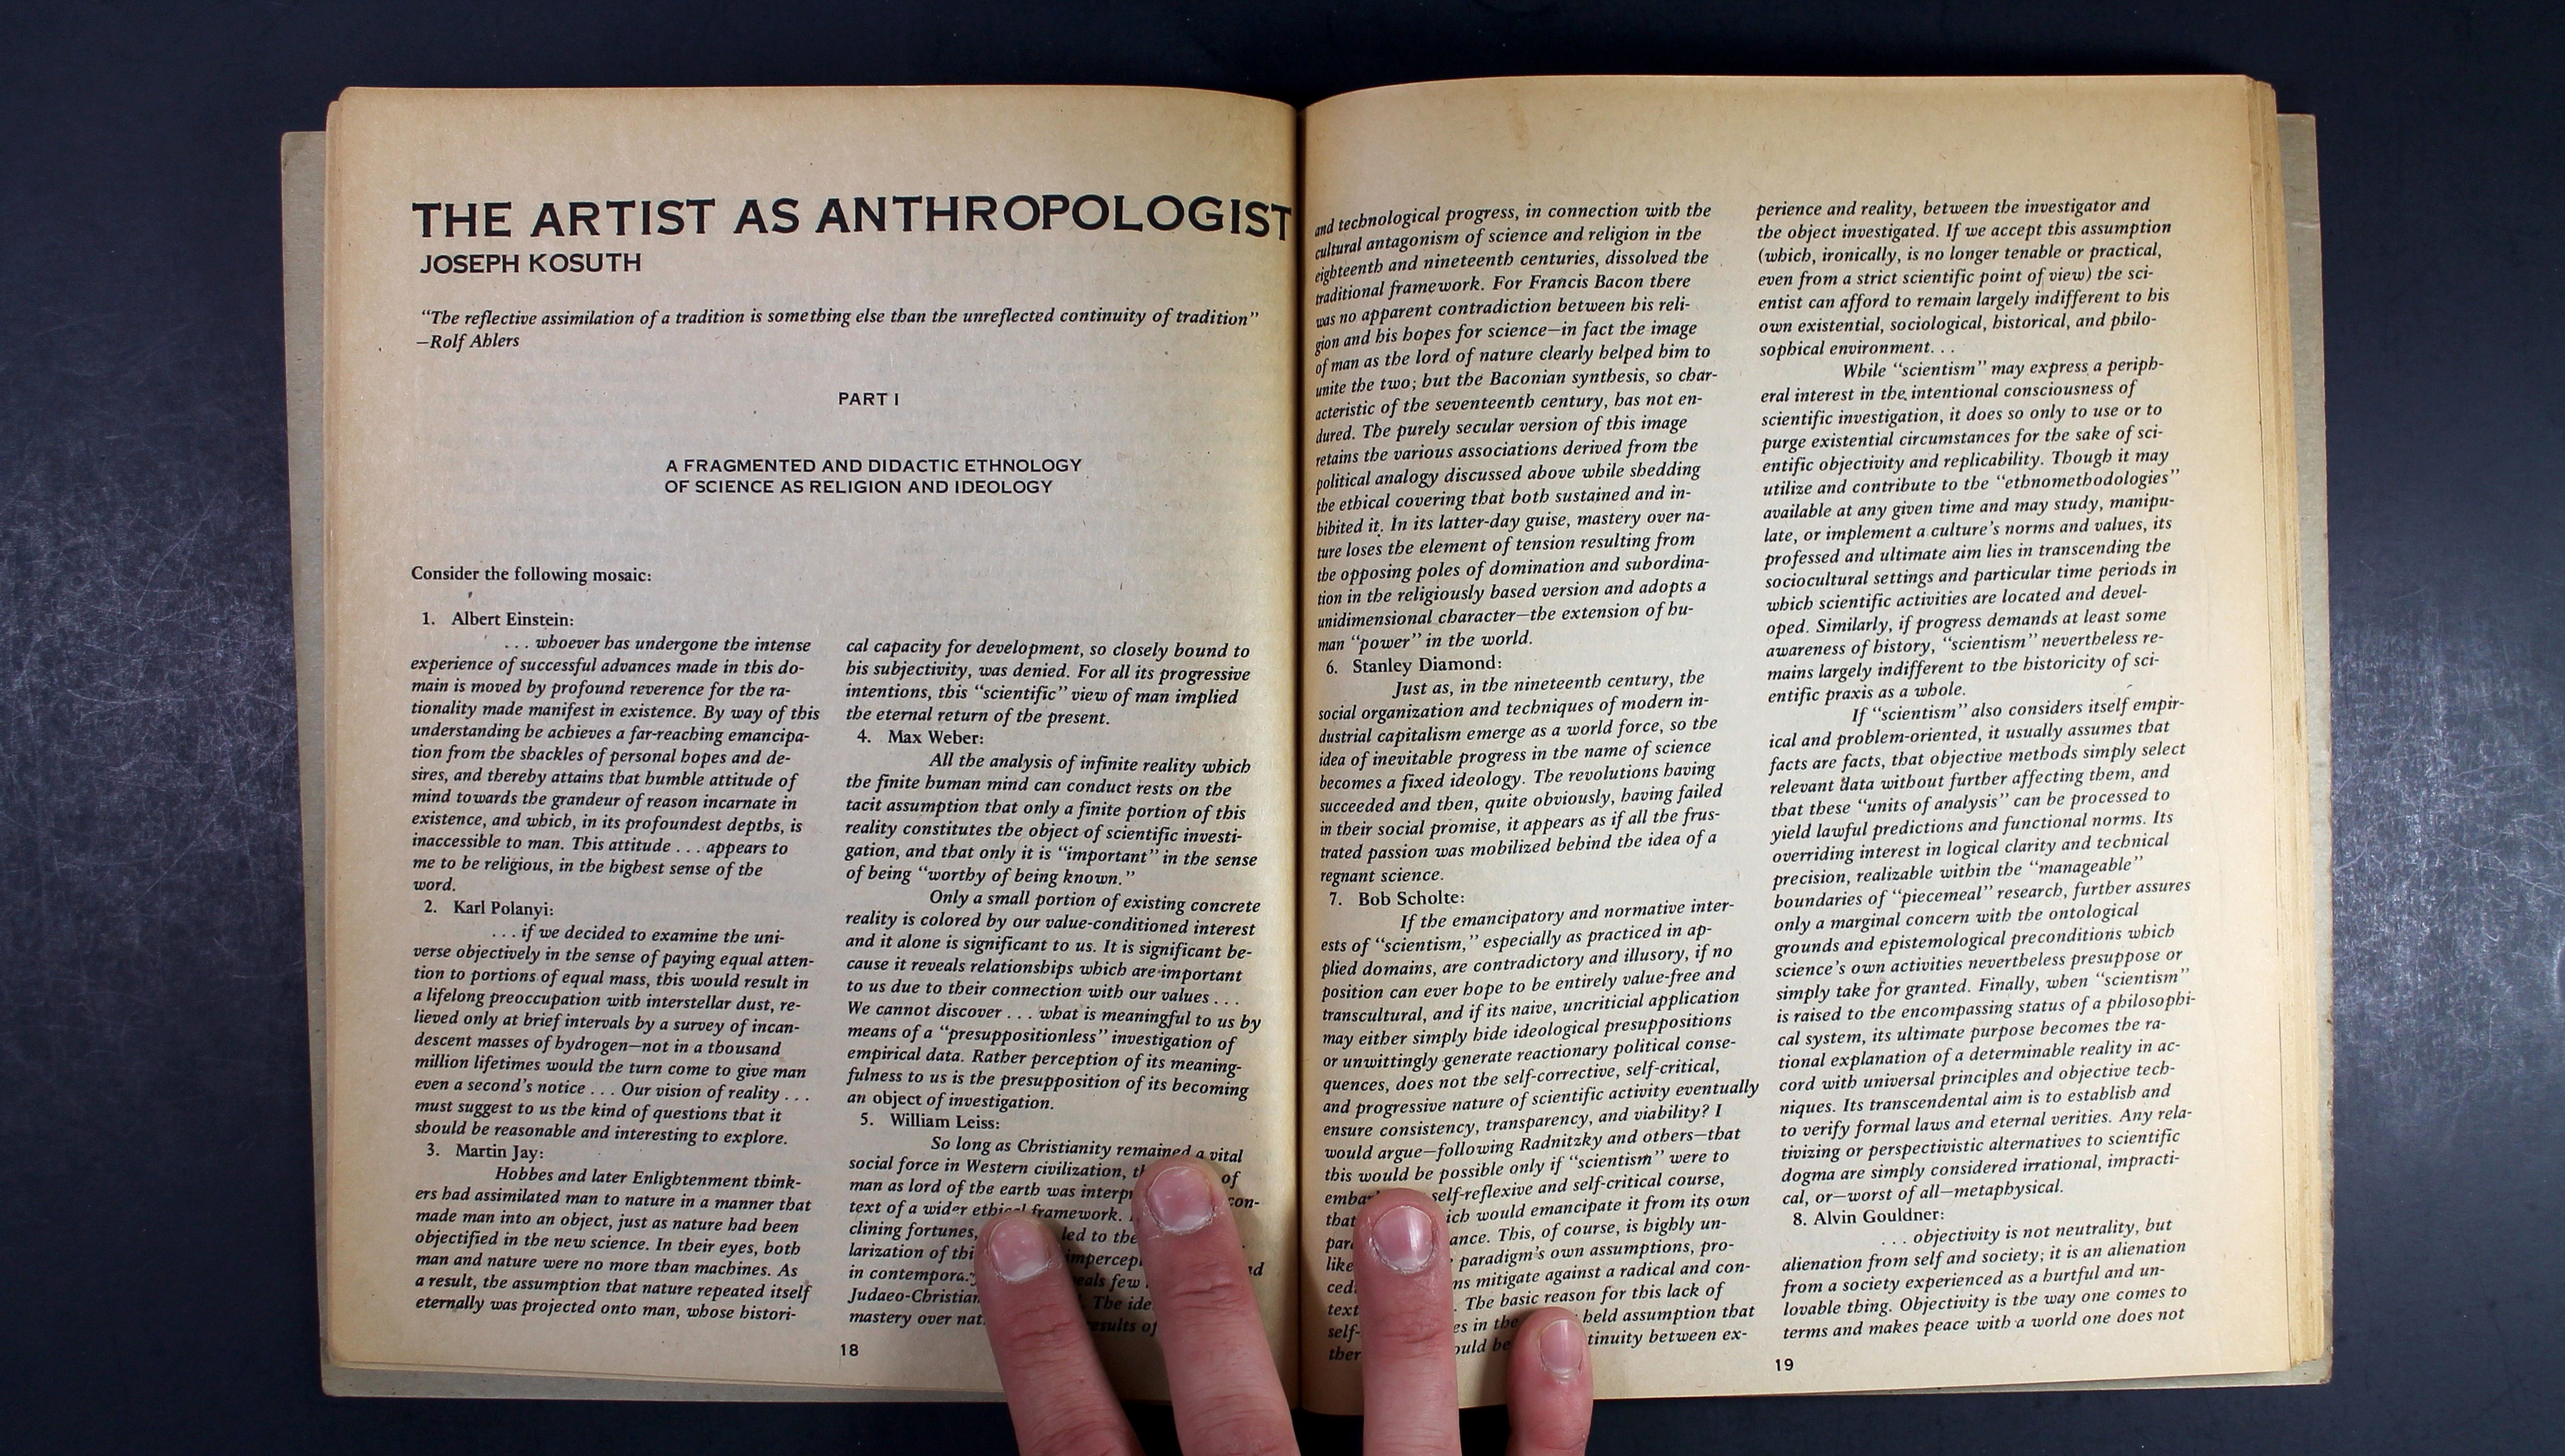 THE ARTIST AS ANTHROPOLOGIST
JOSEPH KOSUTH
“The reflective assimilation of a tradition is something else than the unreflected continuity of tradition”
—Rolf Ahlers
PART I
A FRAGMENTED AND DIDACTIC ETHNOLOGY
OF SCIENCE AS RELIGION AND IDEOLOGY
Consider the following mosaic:
1. Albert Einstein:
. . . whoever has undergone the intense
experience of successful advances made in this do-
main is moved by profound reverence for the ra-
tionality made manifest in existence. By way of this
understanding he achieves a far-reaching emancipa-
tion from the shackles of personal hopes and de-
sires, and thereby attains that humble attitude of
mind towards the grandeur of reason incarnate in
existence, and which, in its profoundest depths, is
inaccessible to man. This attitude . . . appears to
me to be religious, in the highest sense of the
word.
2. Karl Polanyi:
. . . if we decided to examine the uni-
verse objectively in the sense of paying equal atten-
tion to portions of equal mass, this would result in
a lifelong preoccupation with interstellar dust, re-
lieved only at brief intervals by a survey of incan-
descent masses of hydrogen—not in a thousand
million lifetimes would the turn come to give man
even a second's notice . . . Our vision of reality . . .
must suggest to us the kind of questions that it
should be reasonable and interesting to explore.
3. Martin Jay:
Hobbes and later Enlightenment think-
ers had assimilated man to nature in a manner that
made man into an object, just as nature had been
objectified in the new science. In their eyes, both
man and nature were no more than machines. As
a result, the assumption that nature repeated itself
eternally was projected onto man, whose histori-
cal capacity for development, so closely bound to
his subjectivity, was denied. For all its progressive
intentions, this “scientific” view of man implied
the eternal return of the present.
4. Max Weber:
All the analysis of infinite reality which
the finite human mind can conduct rests on the
tacit assumption that only a finite portion of this
reality constitutes the object of scientific investi-
gation, and that only it is “important” in the sense
of being “worthy of being known.”
Only a small portion of existing concrete
reality is colored by our value-conditioned interest
and it alone is significant to us. It is significant be-
cause it reveals relationships which are important
to us due to their connection with our values . . .
We cannot discover . . . what is meaningful to us by
means of a “presuppositionless” investigation of
empirical data. Rather perception of its meaning-
fulness to us is the presupposition of its becoming
an object of investigation.
5. William Leiss:
So long as Christianity remained a vital
social force in Western civilization, of
man as lord of the earth was con-
text of a wider ethical framework.
clining fortunes, led to the
larization of
in few
mastery over The
results of
18
and technological progress, in connection with the
cultural antagonism of science and religion in the
eighteenth and nineteenth centuries, dissolved the
traditional framework. For Francis Bacon there
was no apparent contradiction between his reli-
gion and his hopes for science—in fact the image
of man as the lord of nature clearly helped him to
unite the two; but the Baconian synthesis, so char-
acteristic of the seventeenth century, has not en-
dured. The purely secular version of this image
retains the various associations derived from the
political analogy discussed above while shedding
the ethical covering that both sustained and in-
hibited it. In its latter-day guise, mastery over na-
ture loses the element of tension resulting from
the opposing poles of domination and subordina-
tion in the religiously based version and adopts a
unidimensional character—the extension of hu-
man “power” in the world.
6. Stanley Diamond:
Just as, in the nineteenth century, the
social organization and techniques of modern in-
dustrial capitalism emerge as a world force, so the
idea of inevitable progress in the name of science
becomes a fixed ideology. The revolutions having
succeeded and then, quite obviously, having failed
in their social promise, it appears as if all the frus-
trated passion was mobilized behind the idea of a
regnant science.
7. Bob Scholte:
If the emancipatory and normative inter-
ests of “scientism,” especially as practiced in ap-
plied domains, are contradictory and illusory, if no
position can ever hope to be entirely value-free and
transcultural, and if its naive, uncriticial application
may either simply hide ideological presuppositions
or unwittingly generate reactionary political conse-
quences, does not the self-corrective, self-critical,
and progressive nature of scientific activity eventually
ensure consistency, transparency, and viability? I
would argue—following Radnitzky and others—that
this would be possible only if “scientism” were to
self-reflexive and self-critical course,
that would emancipate it from its own
This, of course, is highly un-
like paradigm's own assumptions, pro-
mitigate against a radical and con-
text The basic reason for this lack of
self- in the held assumption that
between ex-
19
perience and reality, between the investigator and
the object investigated. If we accept this assumption
(which, ironically, is no longer tenable or practical,
even from a strict scientific point of view) the sci-
entist can afford to remain largely indifferent to his
own existential, sociological, historical, and philo-
sophical environment. . .
While “scientism” may express a periph-
eral interest in the intentional consciousness of
scientific investigation, it does so only to use or to
purge existential circumstances for the sake of sci-
entific objectivity and replicability. Though it may
utilize and contribute to the “ethnomethodologies”
available at any given time and may study, manipu-
late, or implement a culture's norms and values, its
professed and ultimate aim lies in transcending the
sociocultural settings and particular time periods in
which scientific activities are located and devel-
oped. Similarly, if progress demands at least some
awareness of history, “scientism” nevertheless re-
mains largely indifferent to the historicity of sci-
entific praxis as a whole.
If “scientism” also considers itself empir-
ical and problem-oriented, it usually assumes that
facts are facts, that objective methods simply select
relevant data without further affecting them, and
that these “units of analysis” can be processed to
yield lawful predictions and functional norms. Its
overriding interest in logical clarity and technical
precision, realizable within the “manageable”
boundaries of “piecemeal” research, further assures
only a marginal concern with the ontological
grounds and epistemological preconditions which
science's own activities nevertheless presuppose or
simply take for granted. Finally, when “scientism”
is raised to the encompassing status of a philosophi-
cal system, its ultimate purpose becomes the ra-
tional explanation of a determinable reality in ac-
cord with universal principles and objective tech-
niques. Its transcendental aim is to establish and
to verify formal laws and eternal verities. Any rela-
tivizing or perspectivistic alternatives to scientific
dogma are simply considered irrational, impracti-
cal, or—worst of all—metaphysical.
8. Alvin Gouldner:
. . . objectivity is not neutrality, but
alienation from self and society; it is an alienation
from a society experienced as a hurtful and un-
lovable thing. Objectivity is the way one comes to
terms and makes peace with a world one does not